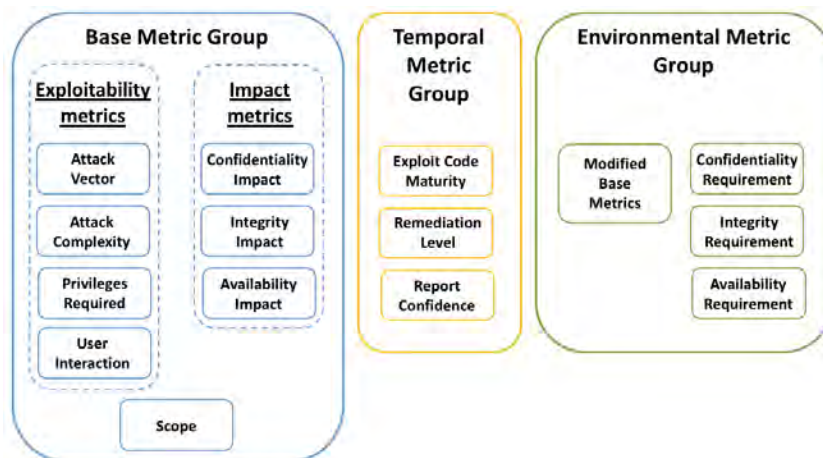 Base Metric Group
Exploitability
metrics
Attack
Vector
Attack
Complexity
Privileges
Required
User
Interaction
Impact
metrics
Confidentiality
Impact
Integrity
Impact
Availability
Impact
Scope
Temporal
Metric
Group
Exploit Code
Maturity
Remediation
Level
Report
Confidence
Environmental Metric
Group
Modified
Base
Metrics
Confidentiality
Requirement
Integrity
Requirement
Availability
Requirement